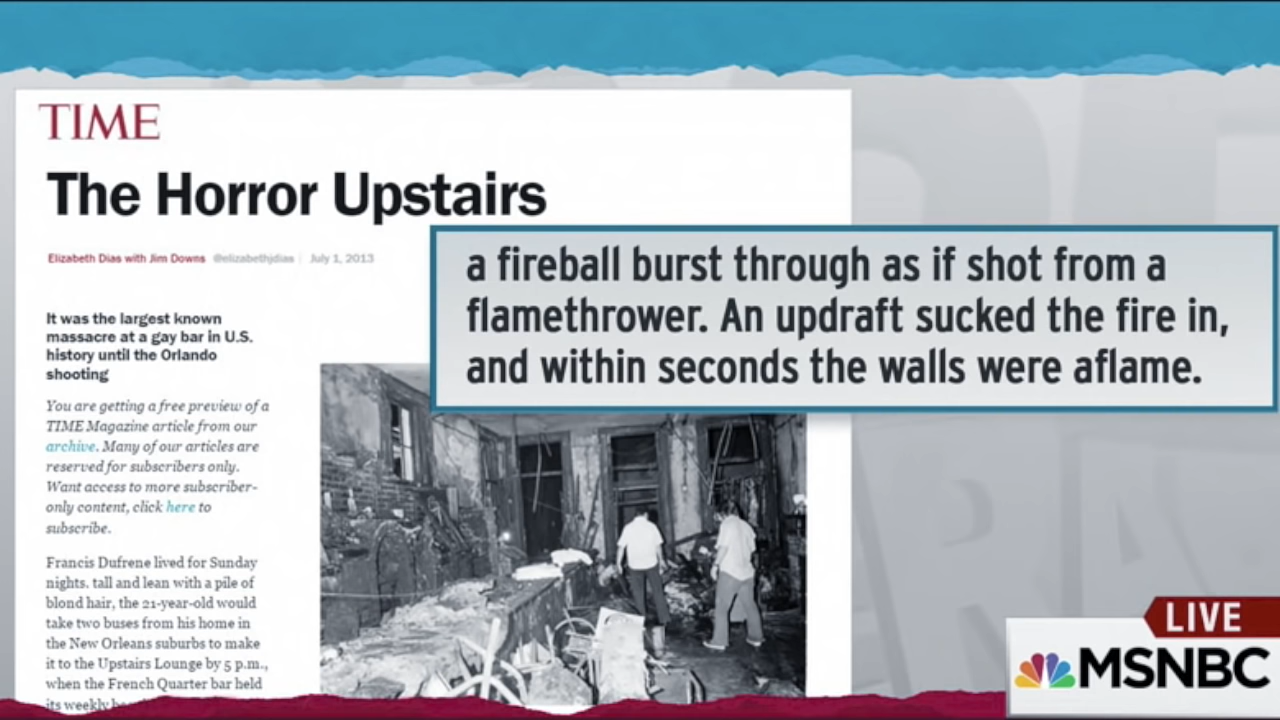 TIME
The Horror Upstairs
Elizabeth Dias with Jim Downs @elizabethjdias | July 1, 2013
a fireball burst through as if shot from a
flamethrower. An updraft sucked the fire in,
and within seconds the walls were aflame.
It was the largest known
massacre at a gay bar in U.S.
history until the Orlando
shooting
You are getting a free preview of a
TIME Magazine article from our
archive. Many of our articles are
reserved for subscribers only.
Want access to more subscriber-
only content, click here to
subscribe.
Francis Dufrene lived for Sunday
nights. tall and lean with a pile of
blond hair, the 21-year-old would
take two buses from his home in
the New Orleans suburbs to make
it to the Upstairs Lounge by 5 p.m.,
when the French Quarter bar held
its weekly
LIVE
MSNBC